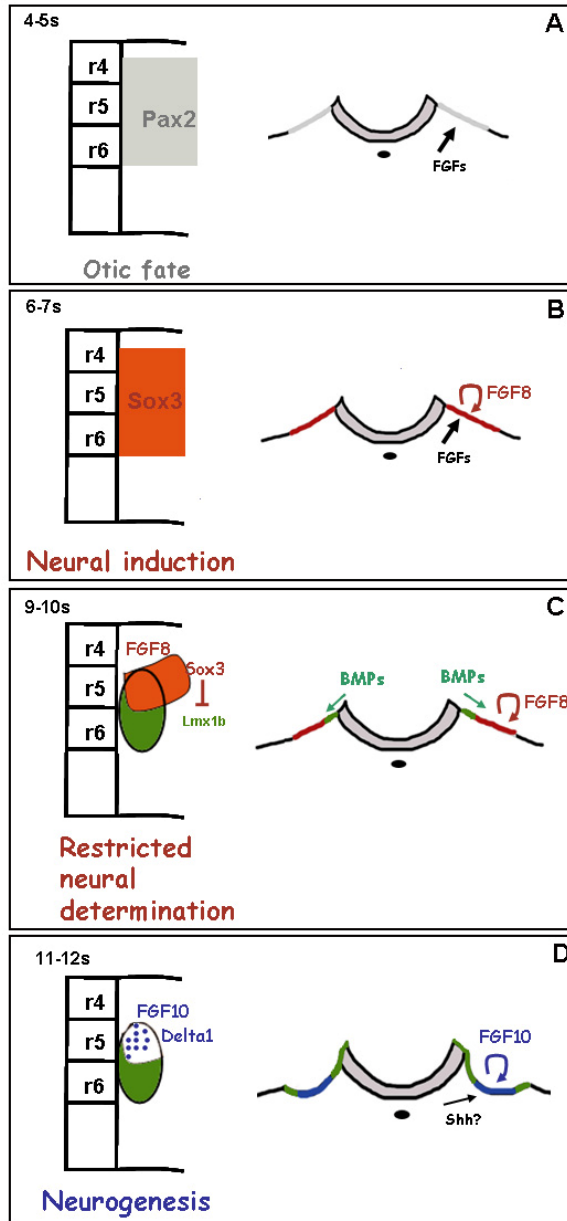 4-5s
A
r4
r5
r6
Pax2
FGFs
Otic fate
6-7s
B
r4
r5
r6
Sox3
FGF8
FGFs
Neural induction
9-10s
C
r4
r5
r6
FGF8
Sox3
Lmx1b
BMPs
BMPs
FGF8
Restricted
neural
determination
11-12s
D
r4
r5
r6
FGF10
Delta1
FGF10
Shh?
Neurogenesis